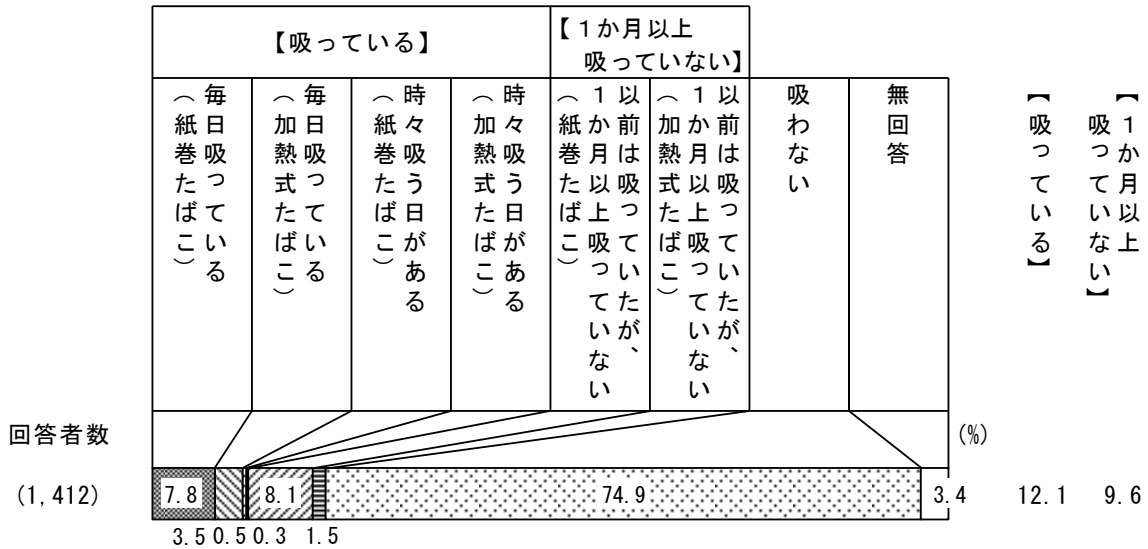 【吸っている】
【１か月以上
吸っていない】
毎日吸っている
（紙巻たばこ）
毎日吸っている
（加熱式たばこ）
時々吸う日がある
（紙巻たばこ）
時々吸う日がある
（加熱式たばこ）
以前は吸っていたが、
１か月以上吸っていない
（紙巻たばこ）
以前は吸っていたが、
１か月以上吸っていない
（加熱式たばこ）
吸わない
無回答
【吸っている】
【１か月以上
吸っていない】
回答者数
(%)
(1,412)
7.8
8.1
74.9
3.4
12.1
9.6
3.5
0.5
0.3
1.5